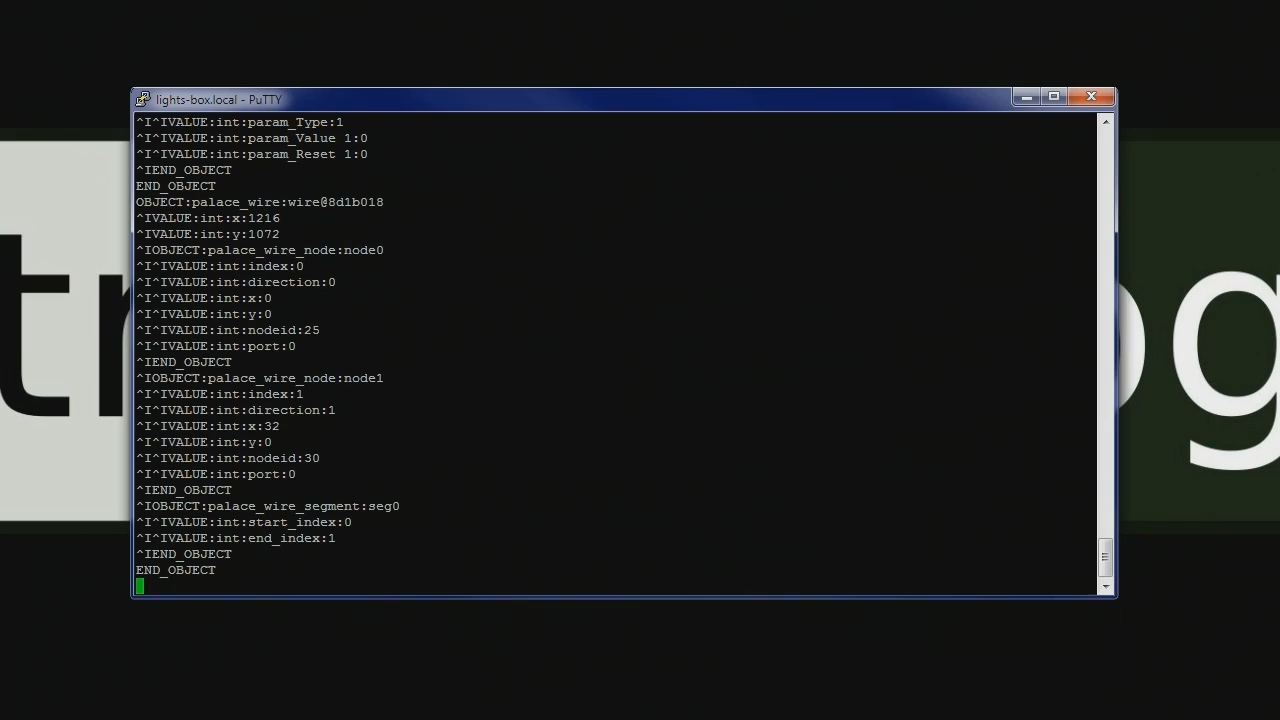 lights-box.local - PuTTY
^I^IVALUE:int:param_Type:1
^I^IVALUE:int:param_Value 1:0
^I^IVALUE:int:param_Reset 1:0
^IEND_OBJECT
END_OBJECT
OBJECT:palace_wire:wire@8d1b018
^IVALUE:int:x:1216
^IVALUE:int:y:1072
^IOBJECT:palace_wire_node:node0
^I^IVALUE:int:index:0
^I^IVALUE:int:direction:0
^I^IVALUE:int:x:0
^I^IVALUE:int:y:0
^I^IVALUE:int:nodeid:25
^I^IVALUE:int:port:0
^IEND_OBJECT
^IOBJECT:palace_wire_node:node1
^I^IVALUE:int:index:1
^I^IVALUE:int:direction:1
^I^IVALUE:int:x:32
^I^IVALUE:int:y:0
^I^IVALUE:int:nodeid:30
^I^IVALUE:int:port:0
^IEND_OBJECT
^IOBJECT:palace_wire_segment:seg0
^I^IVALUE:int:start_index:0
^I^IVALUE:int:end_index:1
^IEND_OBJECT
END_OBJECT